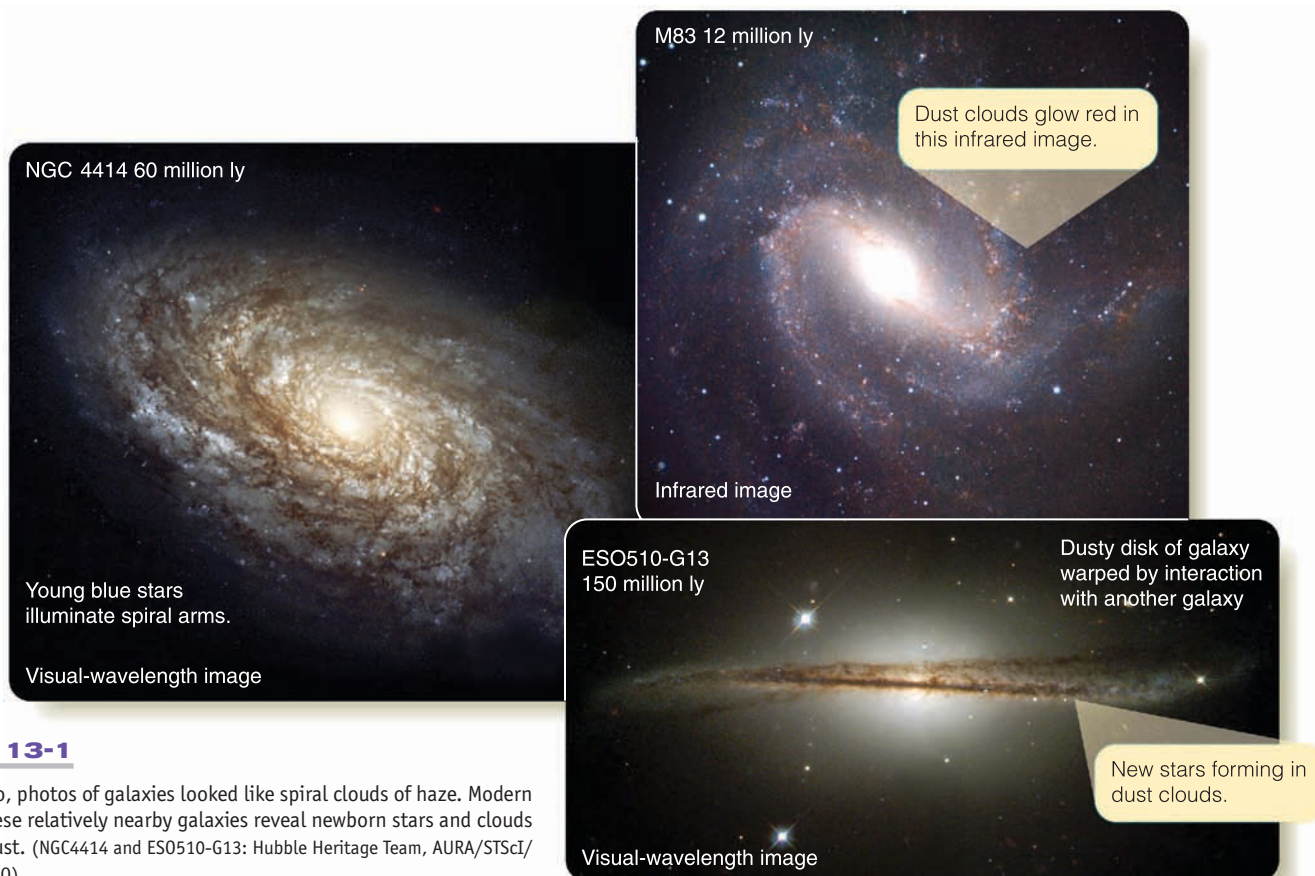 M83 12 million ly
Dust clouds glow red in
this infrared image.
Infrared image
NGC 4414 60 million ly
Young blue stars
illuminate spiral arms.
Visual-wavelength image
ESO510-G13
150 million ly
Dusty disk of galaxy
warped by interaction
with another galaxy
New stars forming in
dust clouds.
Visual-wavelength image
13-1
photos of galaxies looked like spiral clouds of haze. Modern
relatively nearby galaxies reveal newborn stars and clouds
(NGC4414 and ESO510-G13: Hubble Heritage Team, AURA/STScI/